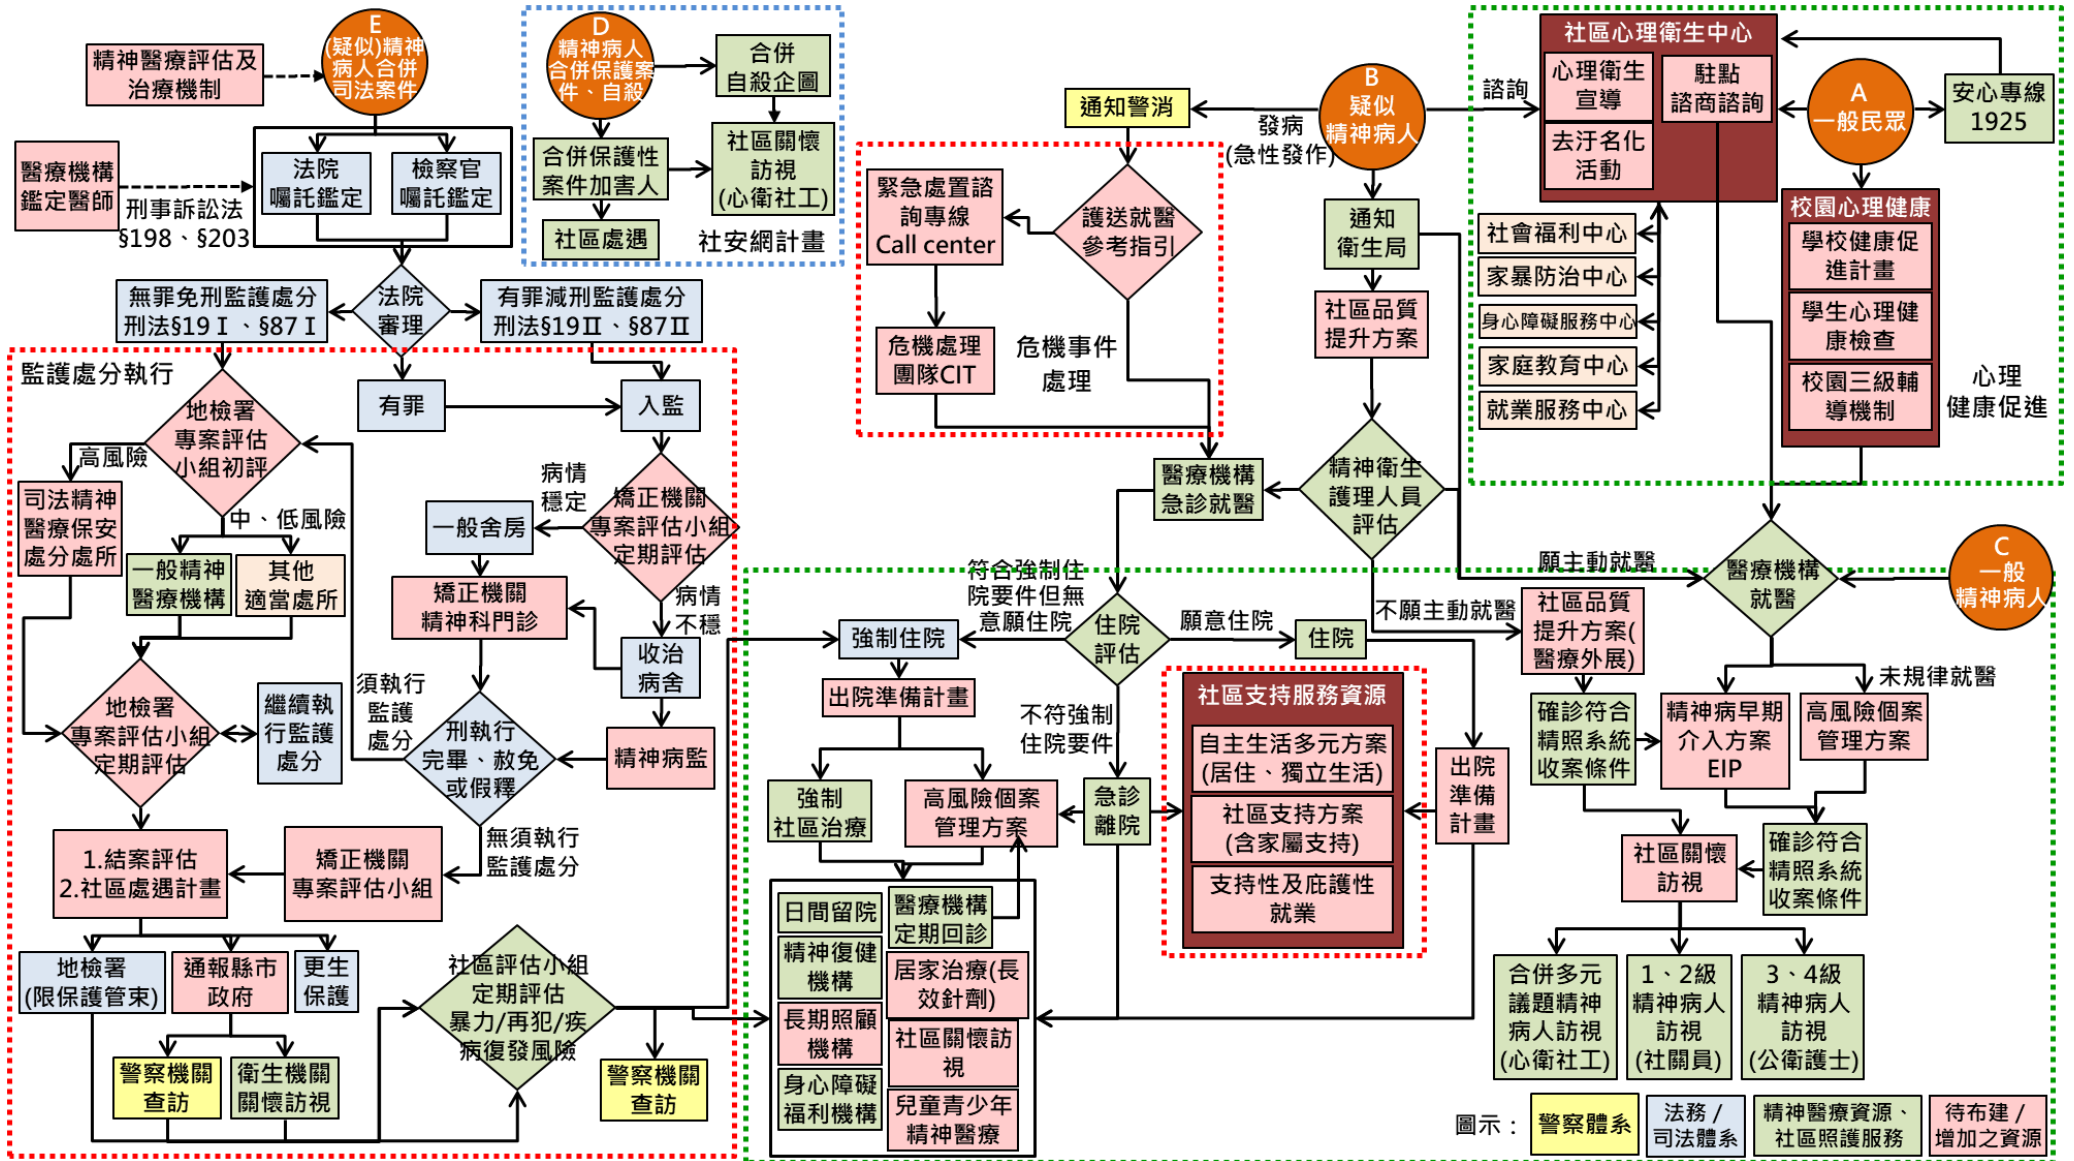 E
(疑似)精神
病人合併
司法案件
精神醫療評估及
治療機制
醫療機構
鑑定醫師
刑事訴訟法
§198、§203
法院
囑託鑑定
檢察官
囑託鑑定
法院
審理
無罪免刑監護處分
刑法§19Ⅰ、§87Ⅰ
有罪減刑監護處分
刑法§19Ⅱ、§87Ⅱ
監護處分執行
有罪
入監
地檢署
專案評估
小組初評
高風險
司法精神
醫療保安
處分處所
中、低風險
一般精神
醫療機構
其他
適當處所
病情
穩定
一般舍房
矯正機關
專案評估小組
定期評估
矯正機關
精神科門診
病情
不穩
收治
病舍
精神病監
刑執行
完畢、赦免
或假釋
須執行
監護
處分
無須執行
監護處分
地檢署
專案評估小組
定期評估
繼續執
行監護
處分
1.結案評估
2.社區處遇計畫
矯正機關
專案評估小組
地檢署
(限保護管束)
通報縣市
政府
更生
保護
警察機關
查訪
衛生機關
關懷訪視
社區評估小組
定期評估
暴力/再犯/疾
病復發風險
警察機關
查訪
D
精神病人
合併保護案
件、自殺
合併
自殺企圖
合併保護性
案件加害人
社區關懷
訪視
(心衛社工)
社區處遇
社安網計畫
B
疑似
精神病人
通知警消
發病
(急性發作)
諮詢
緊急處置諮
詢專線
Call center
護送就醫
參考指引
危機處理
團隊CIT
危機事件
處理
通知
衛生局
社區品質
提升方案
精神衛生
護理人員
評估
醫療機構
急診就醫
符合強制住
院要件但無
意願住院
住院
評估
願意住院
住院
強制住院
出院準備計畫
不符強制
住院要件
強制
社區治療
高風險個案
管理方案
急診
離院
社區支持服務資源
自主生活多元方案
(居住、獨立生活)
社區支持方案
(含家屬支持)
支持性及庇護性
就業
出院
準備
計畫
日間留院
精神復健
機構
長期照顧
機構
身心障礙
福利機構
醫療機構
定期回診
居家治療(長
效針劑)
社區關懷訪
視
兒童青少年
精神醫療
社區心理衛生中心
心理衛生
宣導
去汙名化
活動
駐點
諮商諮詢
A
一般民眾
安心專線
1925
社會福利中心
家暴防治中心
身心障礙服務中心
家庭教育中心
就業服務中心
校園心理健康
學校健康促
進計畫
學生心理健
康檢查
校園三級輔
導機制
心理
健康促進
C
一般
精神病人
醫療機構
就醫
願主動就醫
不願主動就醫
社區品質
提升方案(
醫療外展)
未規律就醫
確診符合
精照系統
收案條件
精神病早期
介入方案
EIP
高風險個案
管理方案
社區關懷
訪視
確診符合
精照系統
收案條件
合併多元
議題精神
病人訪視
(心衛社工)
1、2級
精神病人
訪視
(社關員)
3、4級
精神病人
訪視
(公衛護士)
圖示：
警察體系
法務/
司法體系
精神醫療資源、
社區照護服務
待布建/
增加之資源